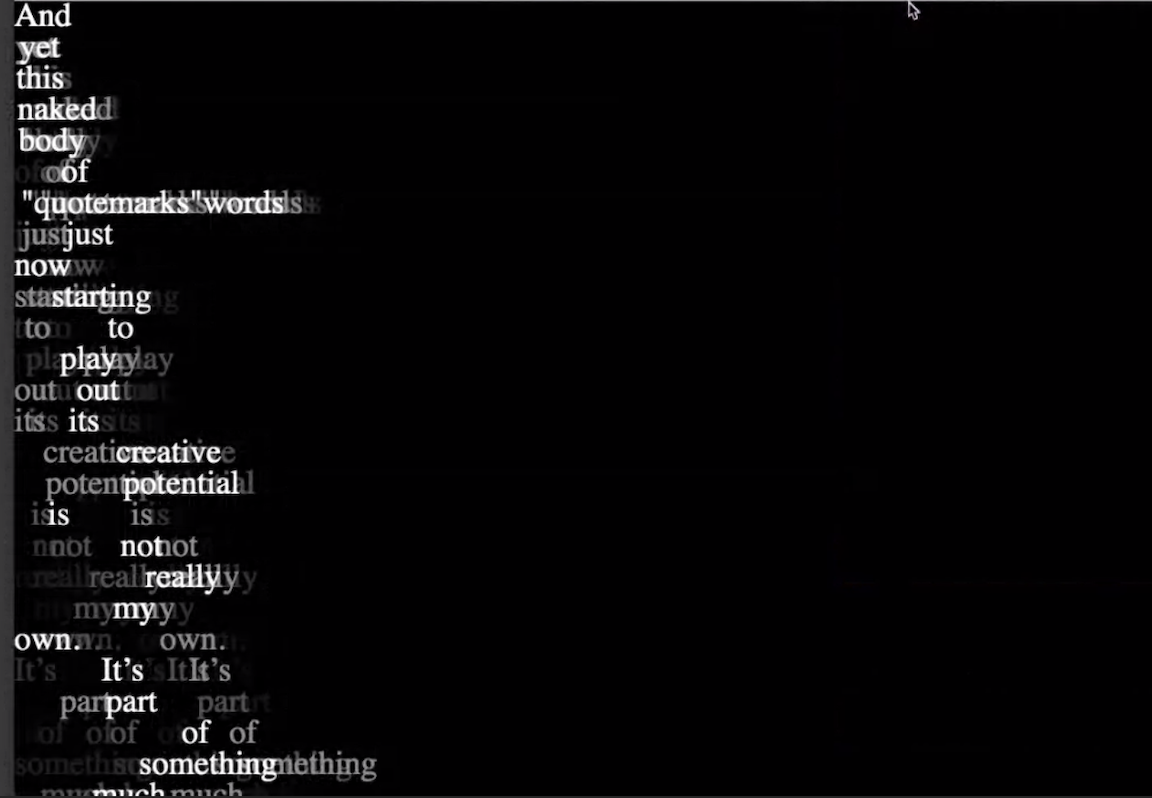 And
yet
this
naked
body
of
"quotemarks"words
just
now
starting
to
play
out
its
creative
potential
is
not
really
my
own.
It’s
part
of
something
much